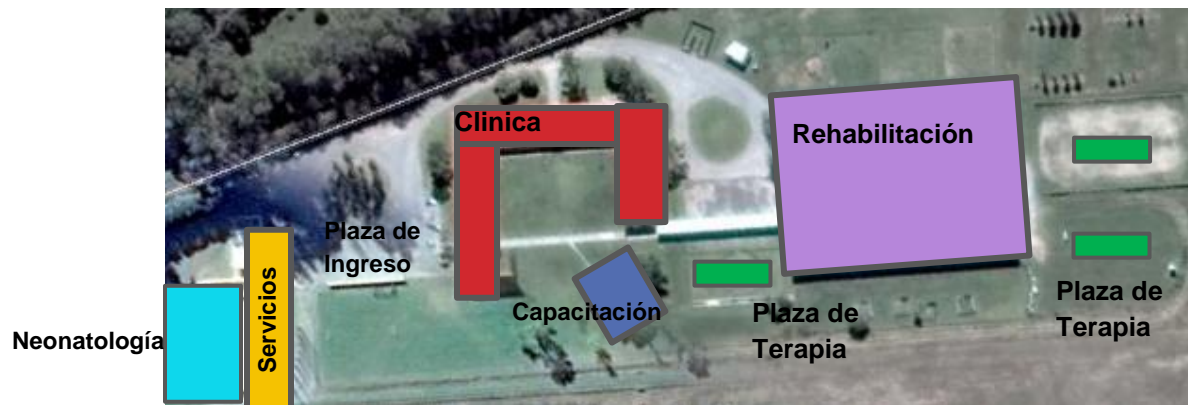 Clinica
Rehabilitación
Plaza de
Ingreso
Servicios
Capacitación
Neonatología
Plaza de
Terapia
Plaza de
Terapia